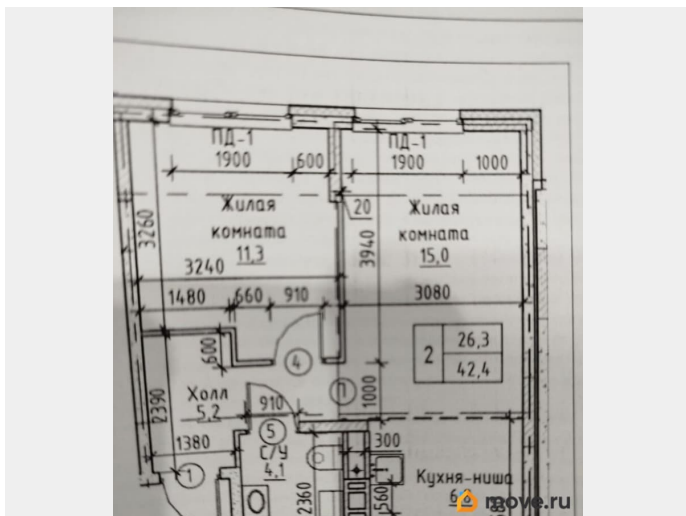 ПД-1
1900
600
ПД-1
1900
1000
Жилая
комната
11,3
3260
3240
20
Жилая
комната
15,0
3940
3080
1480
660
910
600
4
2
26,3
42,4
2390
Холл
5,2
910
П
1000
1380
5
С/У
4,1
300
1
2360
560
Кухня-ниша
move.ru